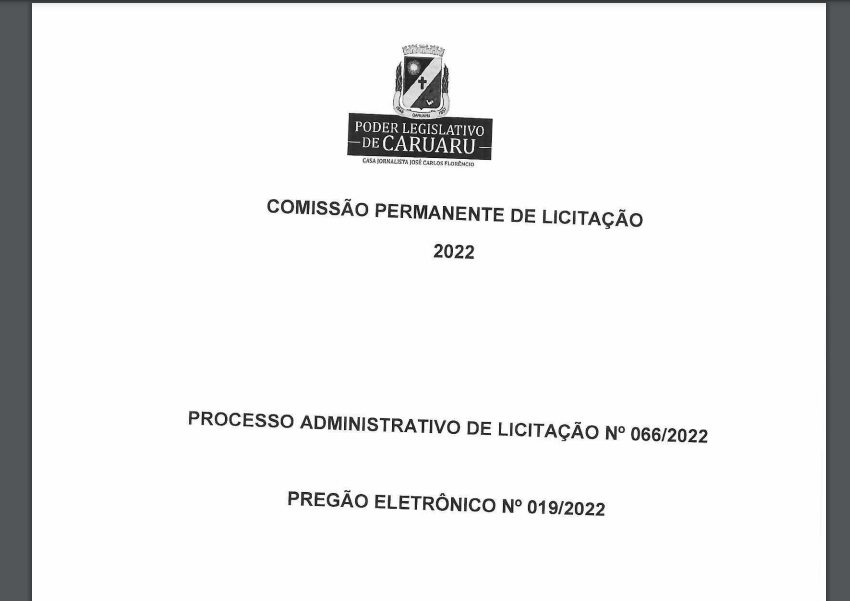 PODER LEGISLATIVO
DE CARUARU
CASA JORNALISTA JOSÉ CARLOS FLORÊNCIO
COMISSÃO PERMANENTE DE LICITAÇÃO
2022
PROCESSO ADMINISTRATIVO DE LICITAÇÃO Nº 066/2022
PREGÃO ELETRÔNICO Nº 019/2022